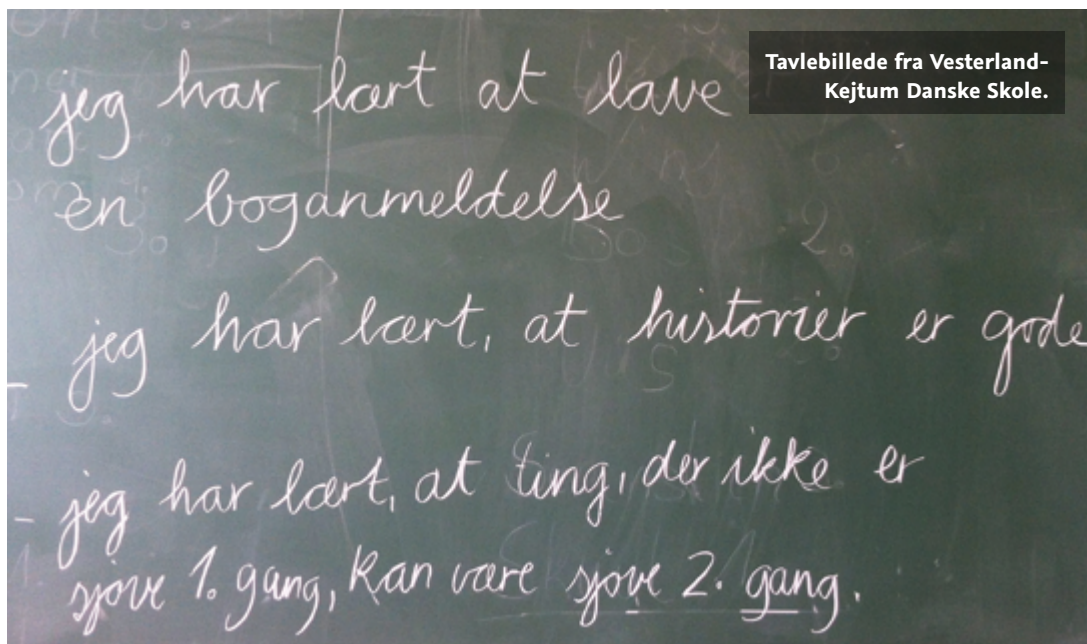 Tavlebillede fra Vesterland-
Kejtum Danske Skole.
jeg har lært at lave
en boganmeldelse
- jeg har lært, at historier er gode
- jeg har lært, at ting, der ikke er
sjove 1. gang, kan være sjove 2. gang.